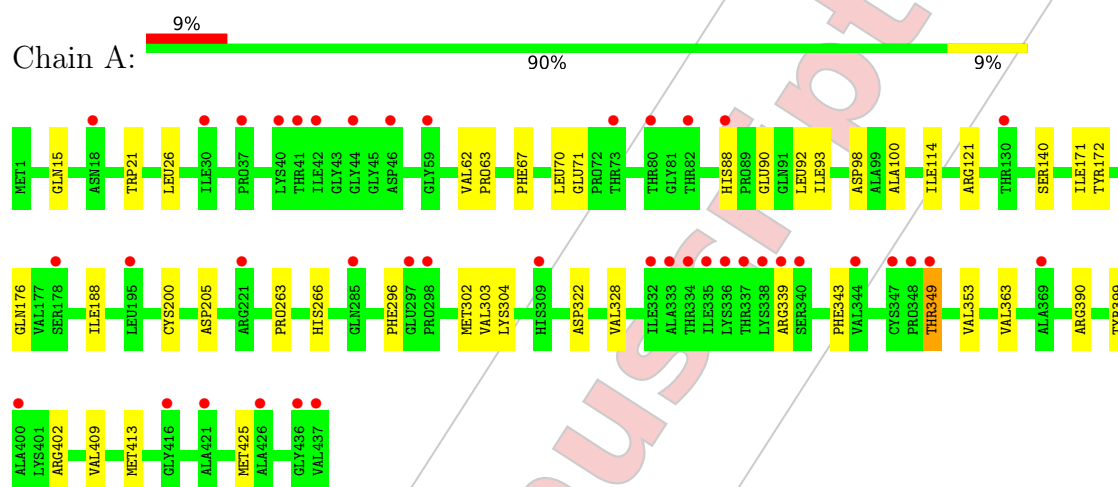 9%
Chain A:
90% 9%
MET1 GLN15 ASN18 TRP21 LEU26 ILE30 PRO37 LYS40 THR41 ILE42 GLY43 GLY44 GLY45 ASP46 GLY59 VAL62 PRO63 PHE67 LEU70 GLU71 PRO72 THR73 THR80 GLY81 THR82 HIS88 PRO89 GLU90 GLN91 LEU92 ILE93 ASP98 ALA99 ALA100 ILE114 ARG121 THR130 SER140 ILE171 TYR172
GLN176 VAL177 SER178 ILE188 LEU195 CYS200 ASP205 ARG221 PRO263 HIS266 GLN285 PHE296 GLU297 PRO298 MET302 VAL303 LYS304 HIS309 ASP322 VAL328 ILE332 ALA333 THR334 ILE335 LYS336 THR337 LYS338 ARG339 SER340 PHE343 VAL344 CYS347 PRO348 THR349 VAL353 VAL363 ALA369 ARG390 TYR399
ALA400 LYS401 ARG402 VAL409 MET413 GLY416 ALA421 MET425 ALA426 GLY436 VAL437